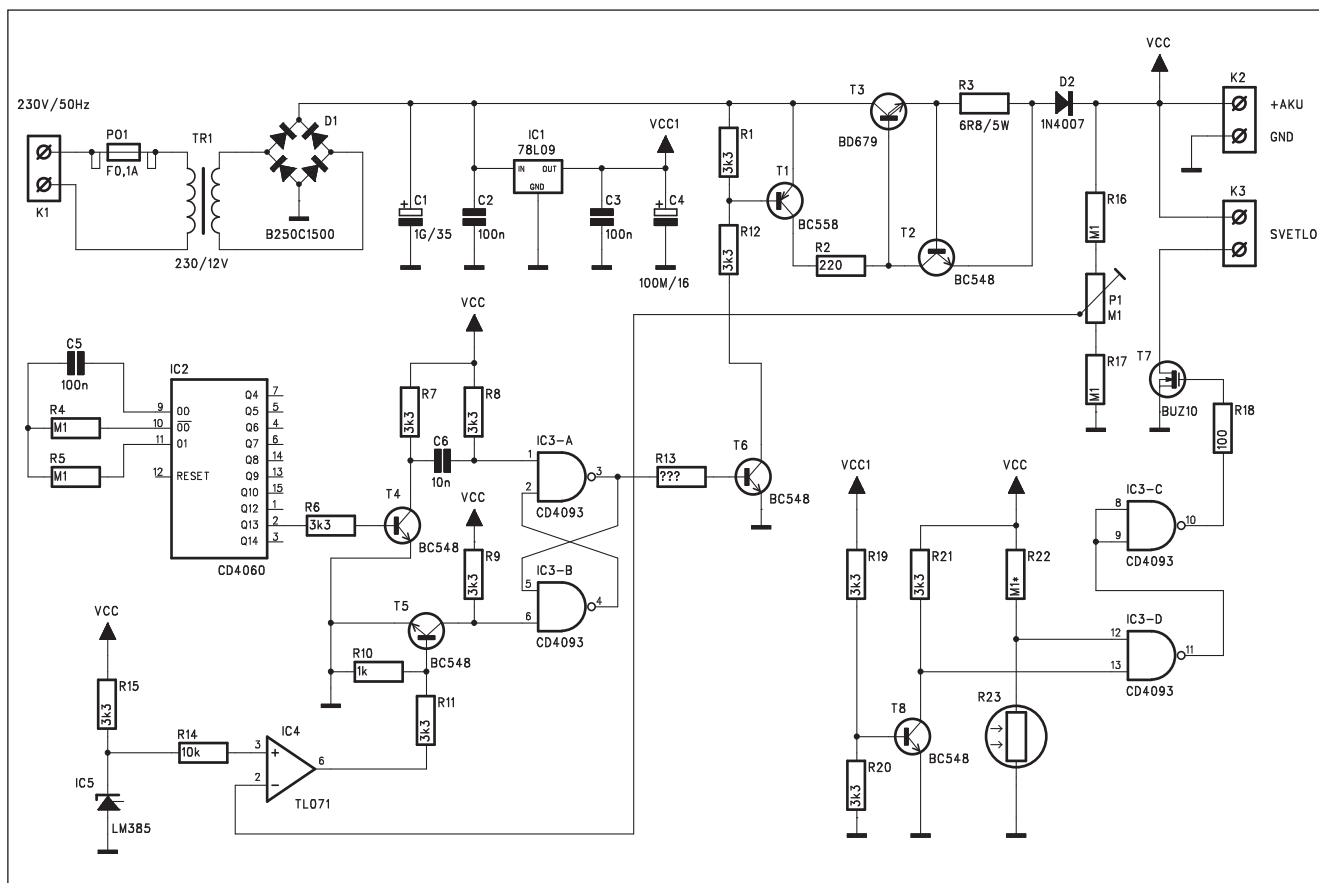 230V/50Hz
K1
PO1
F0,1A
TR1
230/12V
D1
B250C1500
C1
1G/35
C2
100n
IC1
78L09
IN
OUT
GND
C3
100n
VCC1
C4
100M/16
R1
3k3
R12
3k3
T1
BC558
R2
220
T3
BD679
T2
BC548
R3
6R8/5W
D2
1N4007
VCC
K2
+AKU
GND
K3
SVETLO
R16
M1
P1
M1
R17
M1
T7
BUZ10
R18
100
C5
100n
R4
M1
R5
M1
IC2
9 OO
10 OO
11 O1
12 RESET
Q4 7
Q5 5
Q6 4
Q7 6
Q8 14
Q9 13
Q10 15
Q12 1
Q13 2
Q14 3
CD4060
R6
3k3
VCC
R7
3k3
R8
3k3
C6
10n
T4
BC548
VCC
R9
3k3
IC3-A
1
2
3
CD4093
IC3-B
5
6
4
CD4093
R13
???
T6
BC548
T5
BC548
R10
1k
R11
3k3
VCC
R15
3k3
IC5
LM385
R14
10k
IC4
3 +
2 -
6
TL071
VCC1
R19
3k3
R20
3k3
T8
BC548
R21
3k3
VCC
R22
M1*
R23
IC3-C
8
9
10
CD4093
IC3-D
12
13
11
CD4093